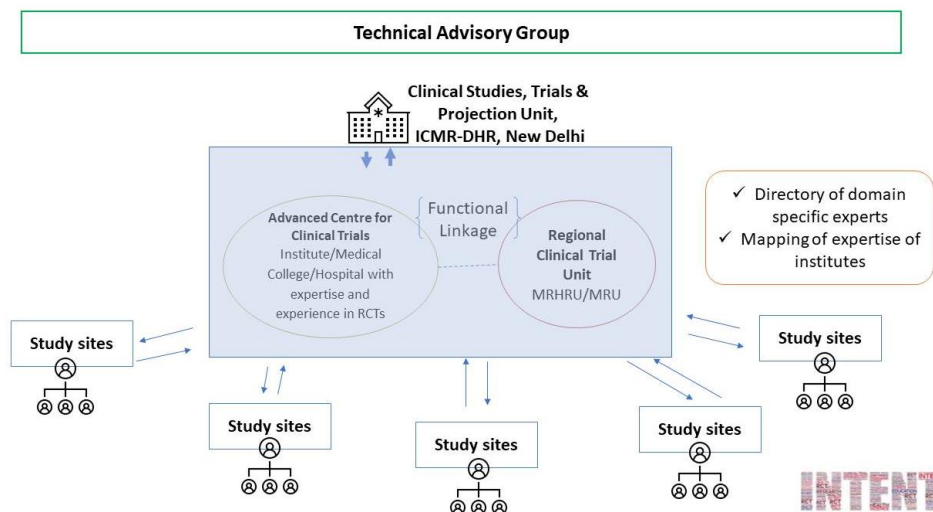 Technical Advisory Group
Clinical Studies, Trials &
Projection Unit,
ICMR-DHR, New Delhi
Functional
Linkage
Advanced Centre for
Clinical Trials
Institute/Medical
College/Hospital with
expertise and
experience in RCTs
Regional
Clinical Trial
Unit
MRHRU/MRU
✓ Directory of domain
specific experts
✓ Mapping of expertise of
institutes
Study sites
Study sites
Study sites
Study sites
Study sites
INTENT